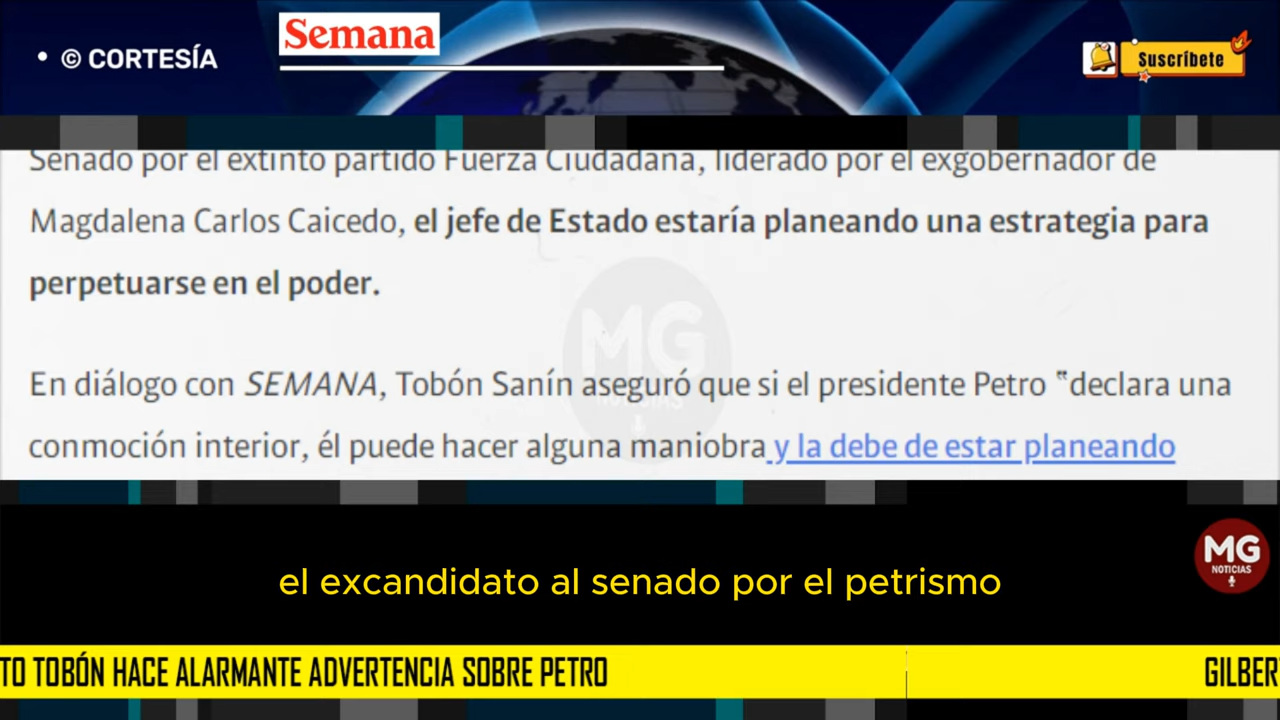 • © CORTESÍA
Semana
Suscríbete
Senado por el extinto partido Fuerza Ciudadana, liderado por el exgobernador de
Magdalena Carlos Caicedo, el jefe de Estado estaría planeando una estrategia para
perpetuarse en el poder.
MG
NOTICIAS
En diálogo con SEMANA, Tobón Sanín aseguró que si el presidente Petro "declara una
conmoción interior, él puede hacer alguna maniobra y la debe de estar planeando
MG
NOTICIAS
el excandidato al senado por el petrismo
TO TOBÓN HACE ALARMANTE ADVERTENCIA SOBRE PETRO
GILBER